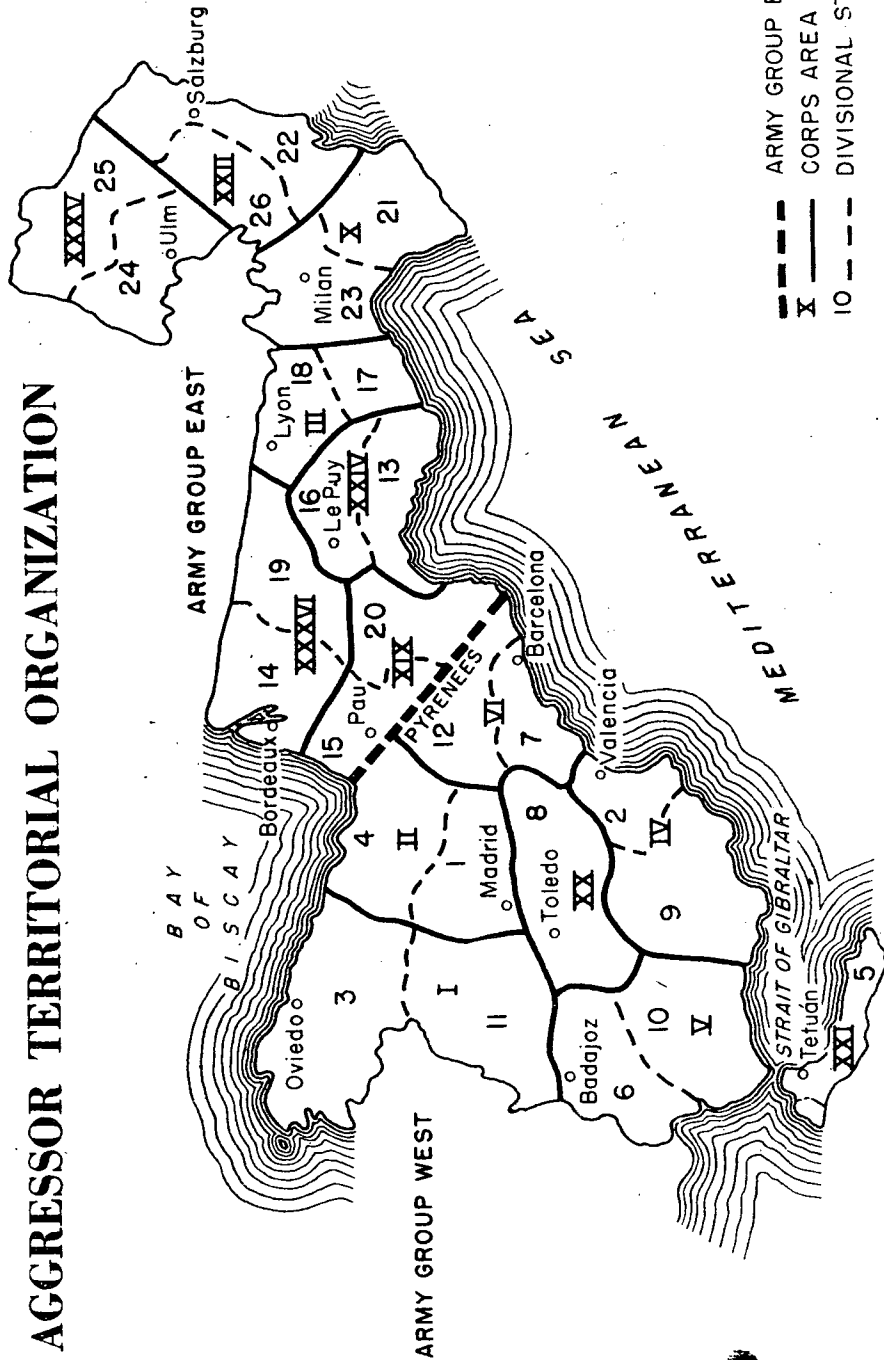 AGGRESSOR TERRITORIAL ORGANIZATION
ARMY GROUP EAST
ARMY GROUP WEST
BAY
OF
BISCAY
XXXV
25
24
Ulm
Salzburg
XXII
22
26
X
21
Milan
23
Lyon
18
III
17
16
Le Puy
XXIV
13
19
14
XXXVI
Bordeaux
20
XIX
Pau
15
PYRENEES
12
VI
7
Barcelona
4
II
1
Madrid
Oviedo
3
I
11
8
Toledo
XX
Valencia
2
IV
9
Badajoz
6
10
V
STRAIT OF GIBRALTAR
Tetuán
XXI
5
MEDITERRANEAN SEA
ARMY GROUP
X CORPS AREA
10 DIVISIONAL